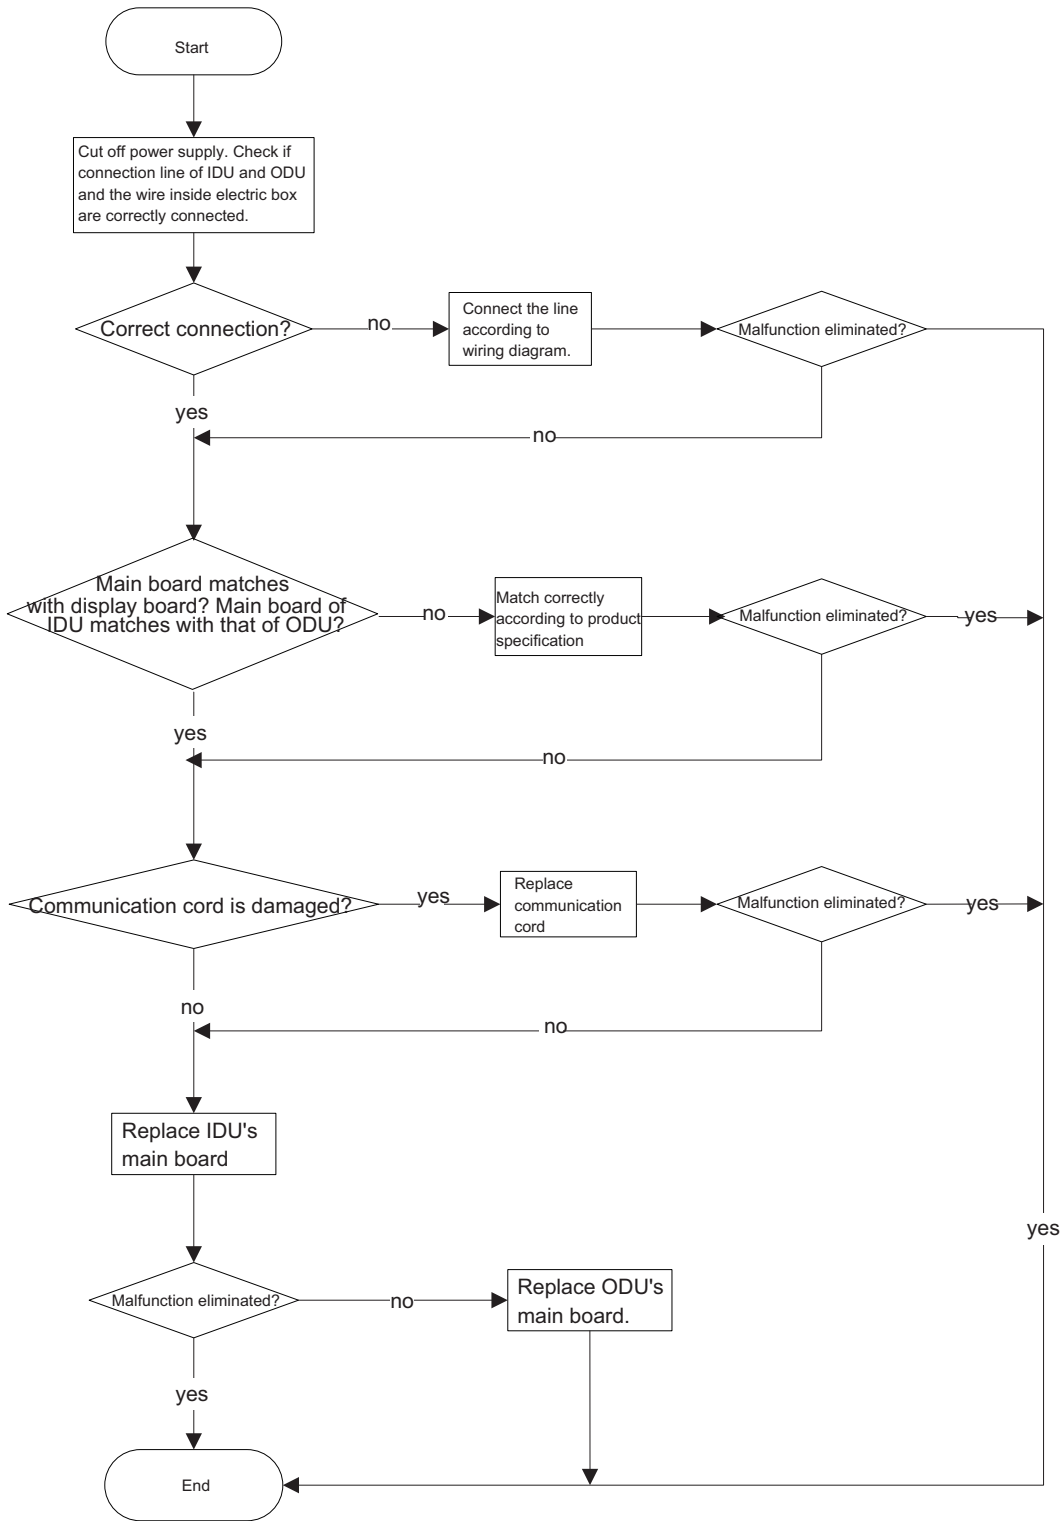 Start
Cut off power supply. Check if
connection line of IDU and ODU
and the wire inside electric box
are correctly connected.
Correct connection?
no
Connect the line
according to
wiring diagram.
Malfunction eliminated?
yes
no
Main board matches
with display board? Main board of
IDU matches with that of ODU?
no
Match correctly
according to product
specification
Malfunction eliminated?
yes
yes
no
Communication cord is damaged?
yes
Replace
communication
cord
Malfunction eliminated?
yes
no
no
Replace IDU's
main board
yes
Malfunction eliminated?
no
Replace ODU's
main board.
yes
End